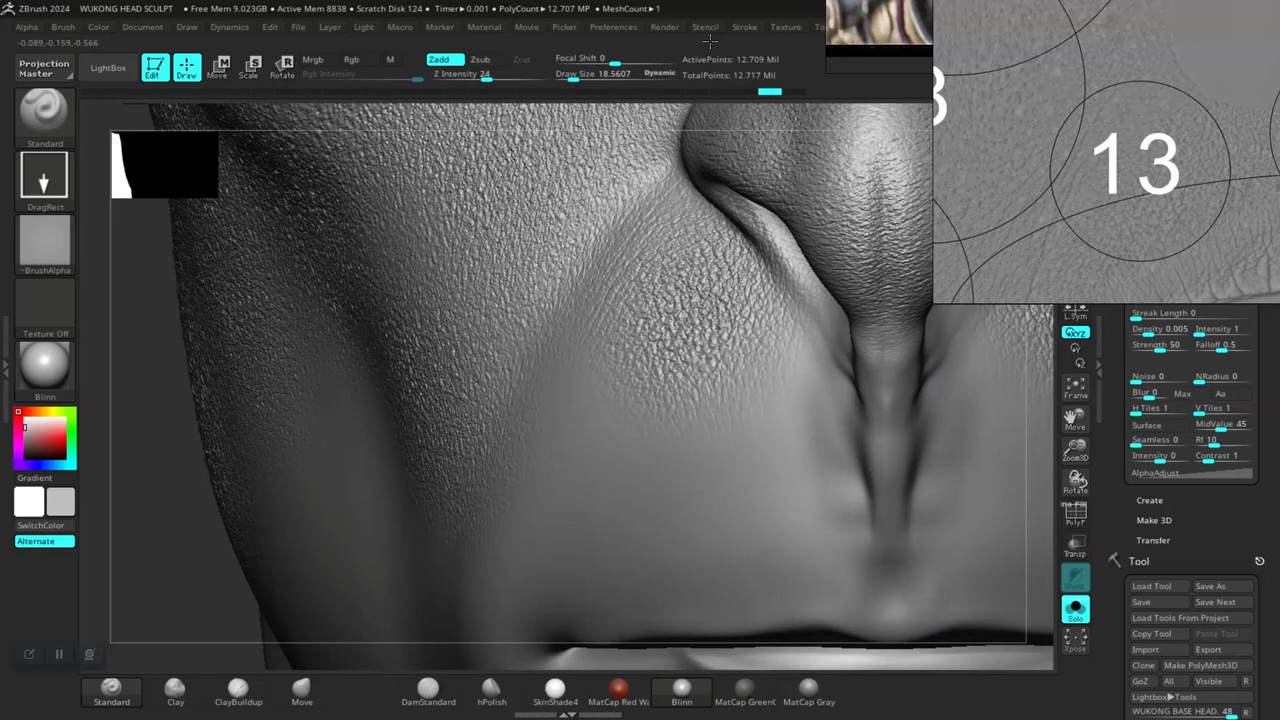 ZBrush 2024 WUKONG HEAD SCULPT • Free Mem 9.023GB • Active Mem 8838 • Scratch Disk 124 • Timer▶0.001 • PolyCount▶12.707 MP • MeshCount▶1
Alpha Brush Color Document Draw Dynamics Edit File Layer Light Macro Marker Material Movie Picker Preferences Render Stencil Stroke Texture
-0.089,-0.159,-0.566
Projection Master
LightBox
Edit Draw Move Scale Rotate
Mrgb Rgb M
Rgb Intensity
Zadd Zsub Zcut
Z Intensity 24
Focal Shift 0
Draw Size 18.5607 Dynamic
ActivePoints: 12.709 Mil
TotalPoints: 12.717 Mil
Standard
DragRect
~BrushAlpha
Texture Off
Blinn
Gradient
SwitchColor
Alternate
13
L.Sym
XYZ
Frame
Move
Zoom3D
Rotate
PolyF
Transp
Ghost
Solo
Xpose
Streak Length 0
Density 0.005 Intensity 1
Strength 50 Falloff 0.5
Noise 0 NRadius 0
Blur 0 Max Aa
H Tiles 1 V Tiles 1
Surface MidValue 45
Seamless 0 Rf 10
Intensity 0 Contrast 1
AlphaAdjust
Create
Make 3D
Transfer
Tool
Load Tool Save As
Save Save Next
Load Tools From Project
Copy Tool Paste Tool
Import Export
Clone Make PolyMesh3D
GoZ All Visible R
Lightbox▶Tools
WUKONG BASE HEAD. 48 R
Standard Clay ClayBuildup Move DamStandard hPolish SkinShade4 MatCap Red Wa Blinn MatCap GreenC MatCap Gray